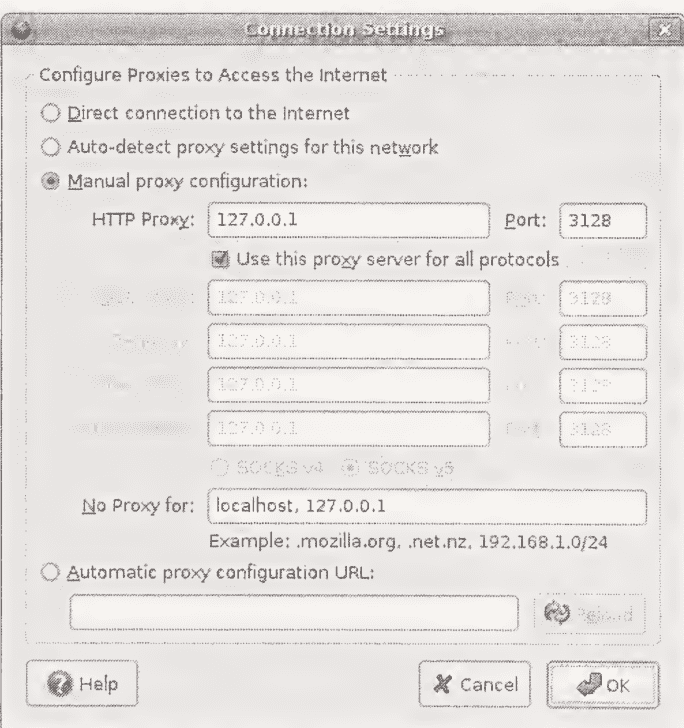 Connection Settings
Configure Proxies to Access the Internet
Direct connection to the Internet
Auto-detect proxy settings for this network
Manual proxy configuration:
HTTP Proxy: 127.0.0.1 Port: 3128
Use this proxy server for all protocols
127.0.0.1 Port: 3128
127.0.0.1 3128
127.0.0.1 3128
127.0.0.1 Port: 3128
SOCKS v4 SOCKS v5
No Proxy for: localhost, 127.0.0.1
Example: .mozilla.org, .net.nz, 192.168.1.0/24
Automatic proxy configuration URL:
Reload
Help Cancel OK